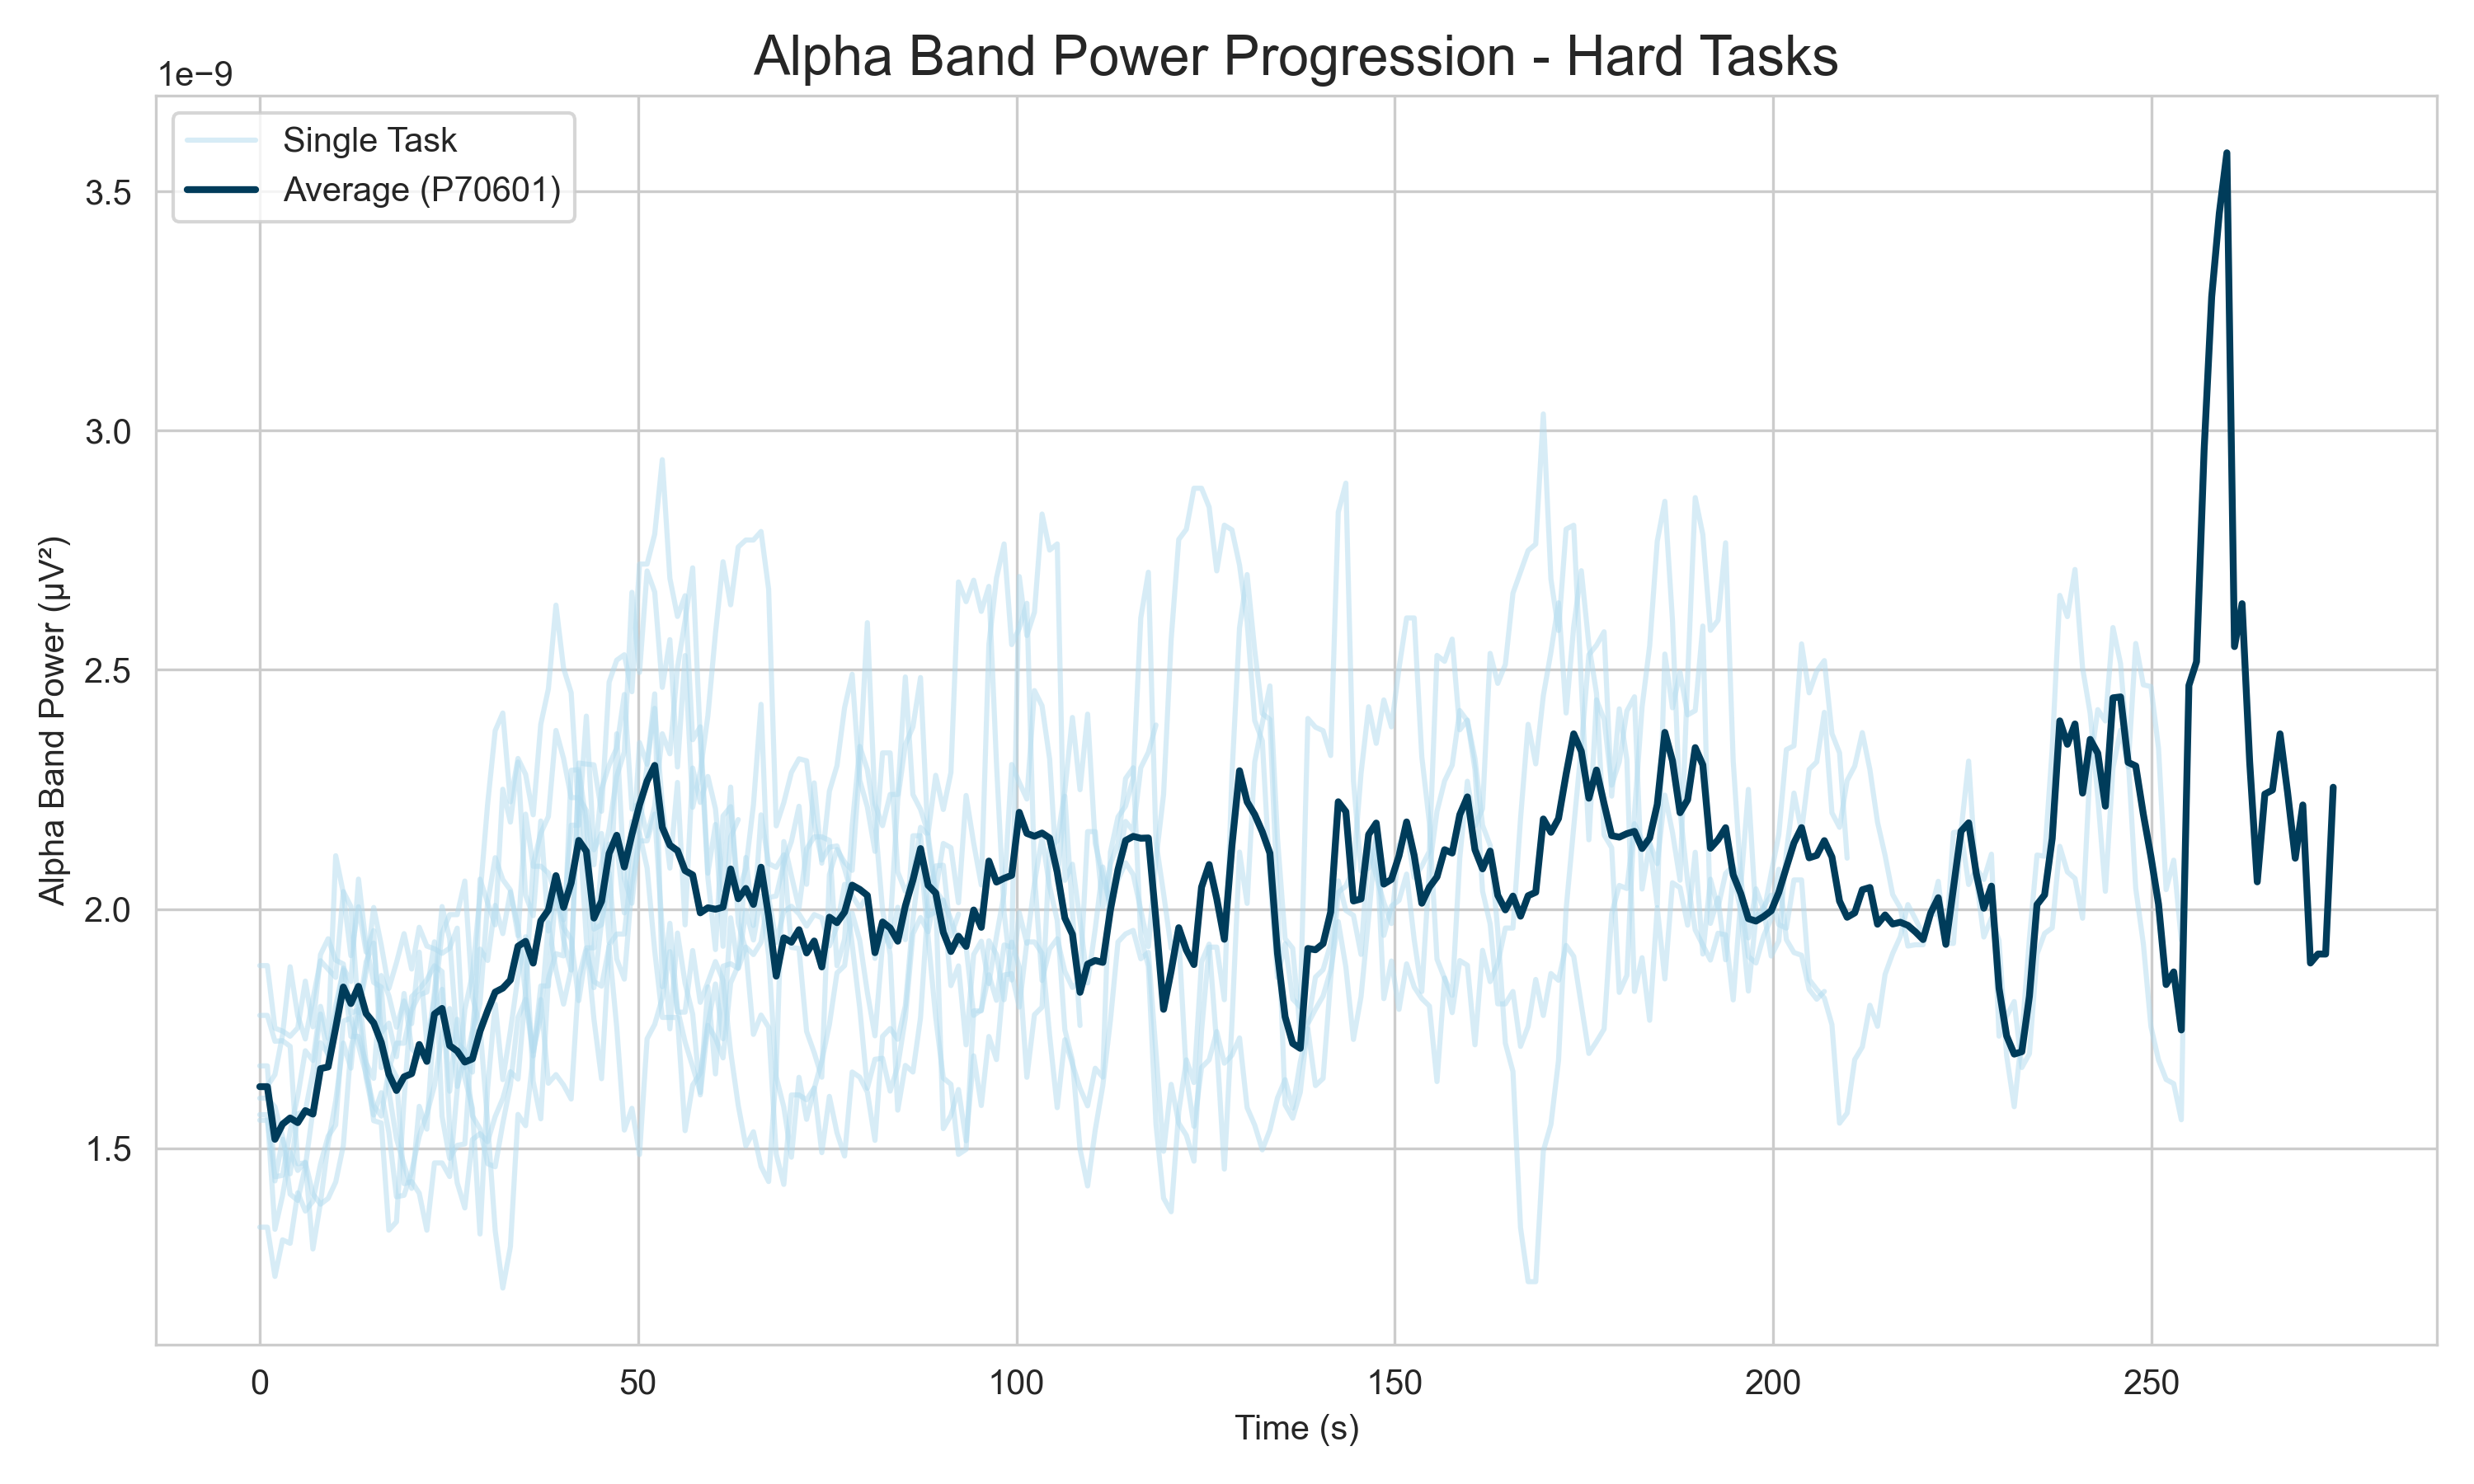 Alpha Band Power Progression - Hard Tasks
1e−9
Single Task
Average (P70601)
3.5
3.0
2.5
2.0
1.5
Alpha Band Power (µV²)
0 50 100 150 200 250
Time (s)